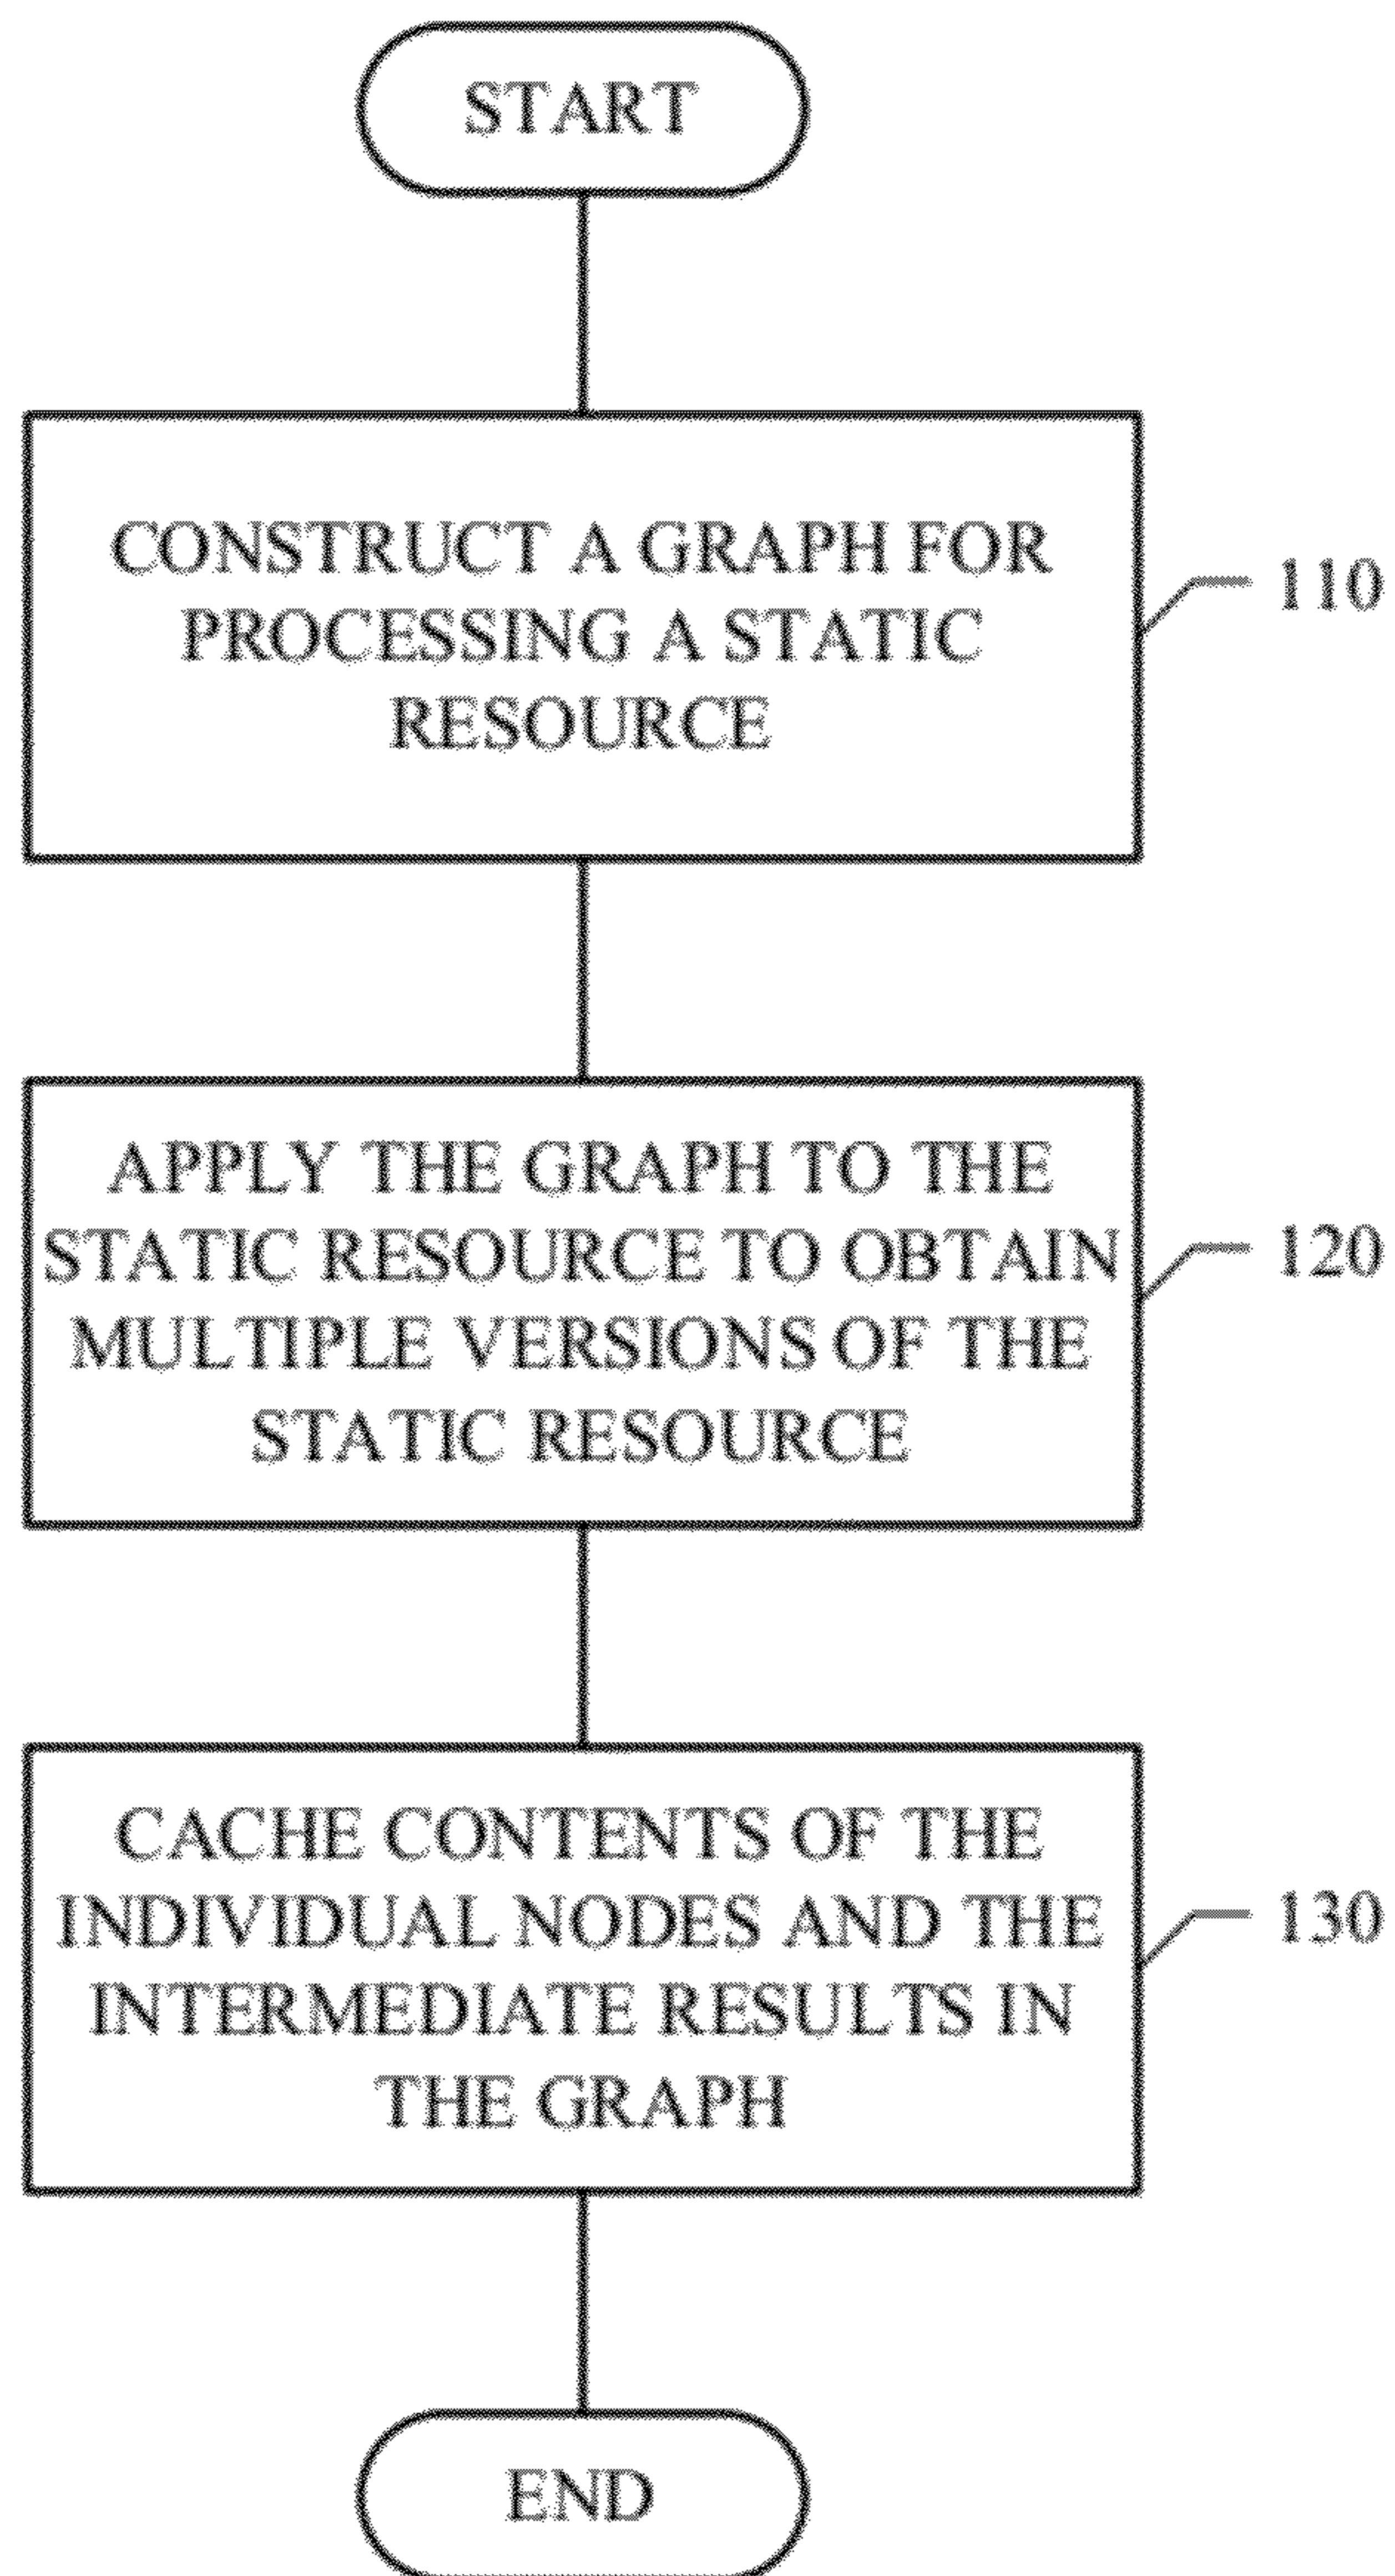 START
CONSTRUCT A GRAPH FOR
PROCESSING A STATIC
RESOURCE
110
APPLY THE GRAPH TO THE
STATIC RESOURCE TO OBTAIN
MULTIPLE VERSIONS OF THE
STATIC RESOURCE
120
CACHE CONTENTS OF THE
INDIVIDUAL NODES AND THE
INTERMEDIATE RESULTS IN
THE GRAPH
130
END